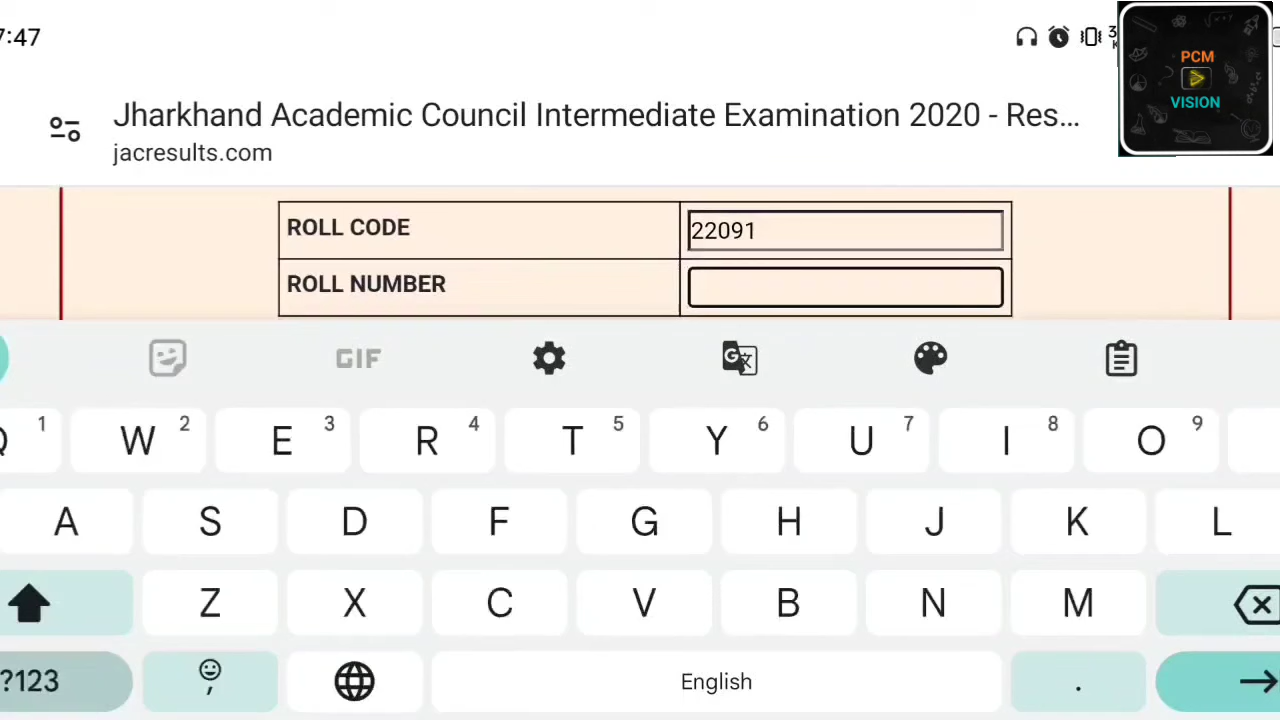 7:47
PCM
VISION
Jharkhand Academic Council Intermediate Examination 2020 - Res...
jacresults.com
ROLL CODE 22091
ROLL NUMBER
GIF
1 W 2 E 3 R 4 T 5 Y 6 U 7 I 8 O 9
A S D F G H J K L
Z X C V B N M
?123 , English .